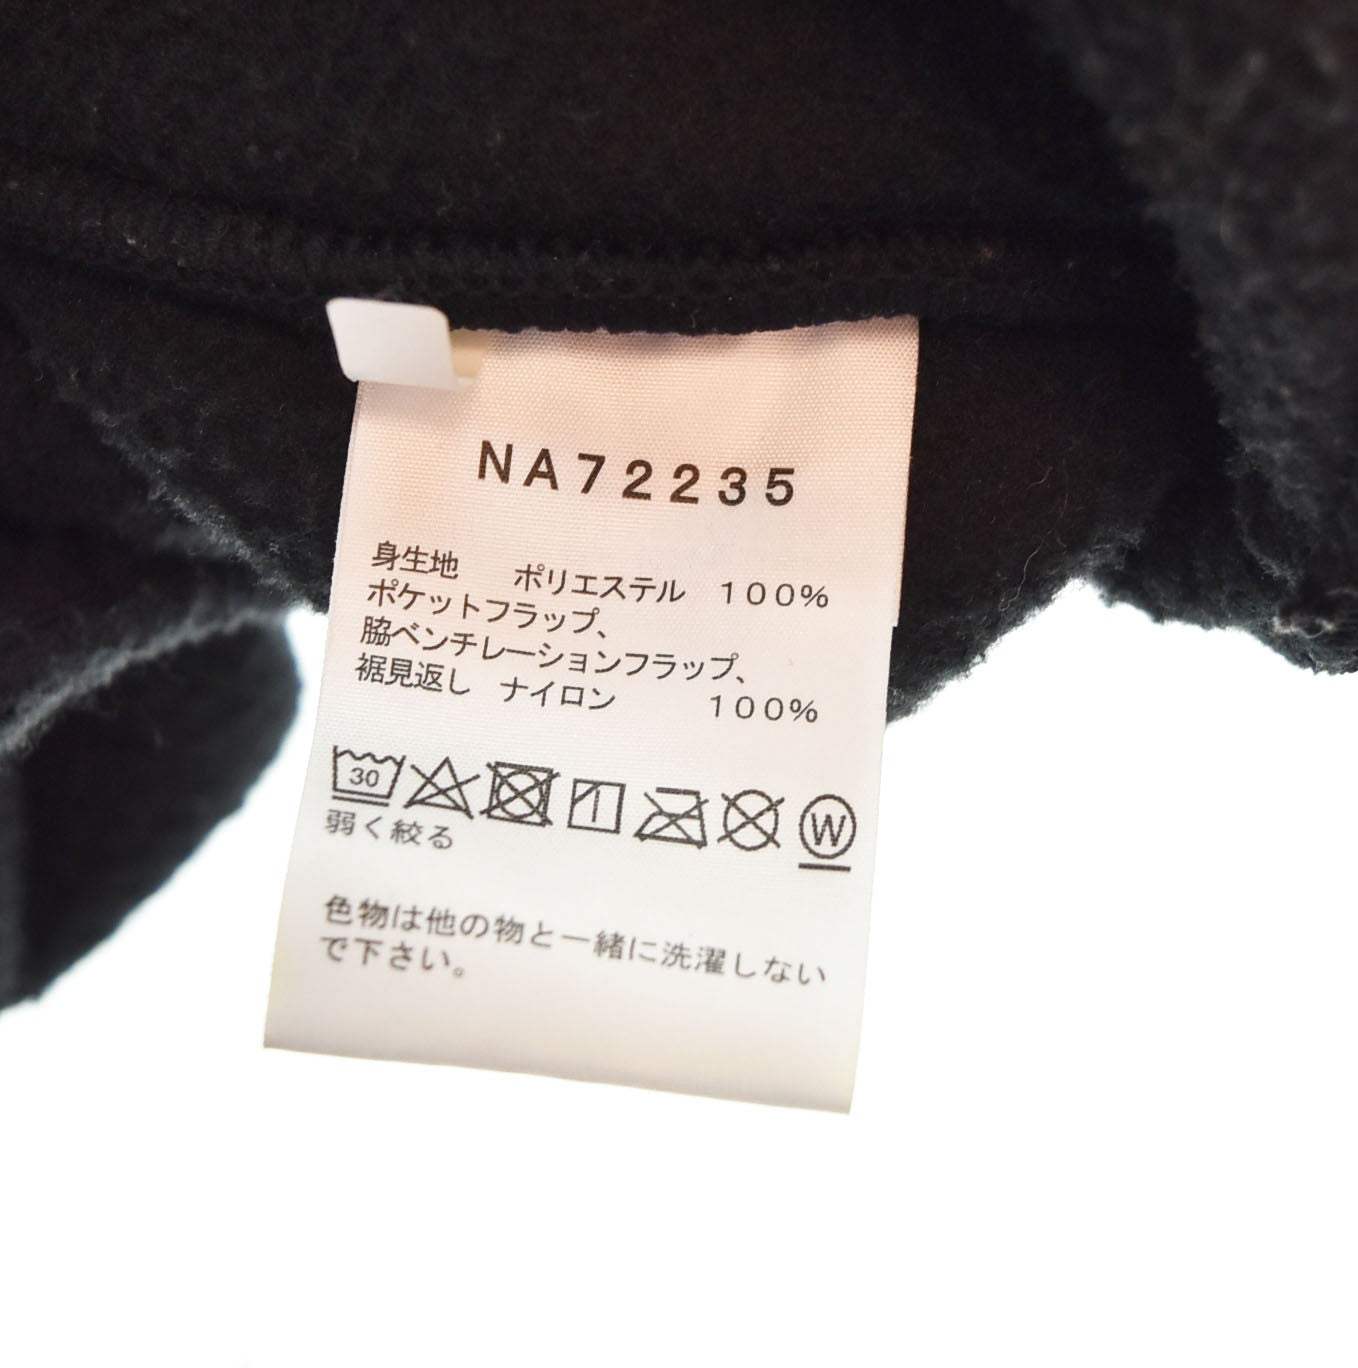 NA72235
身生地　ポリエステル　100%
ポケットフラップ、
脇ベンチレーションフラップ、
裾見返し　ナイロン　100%
30
W
弱く絞る
色物は他の物と一緒に洗濯しない
で下さい。